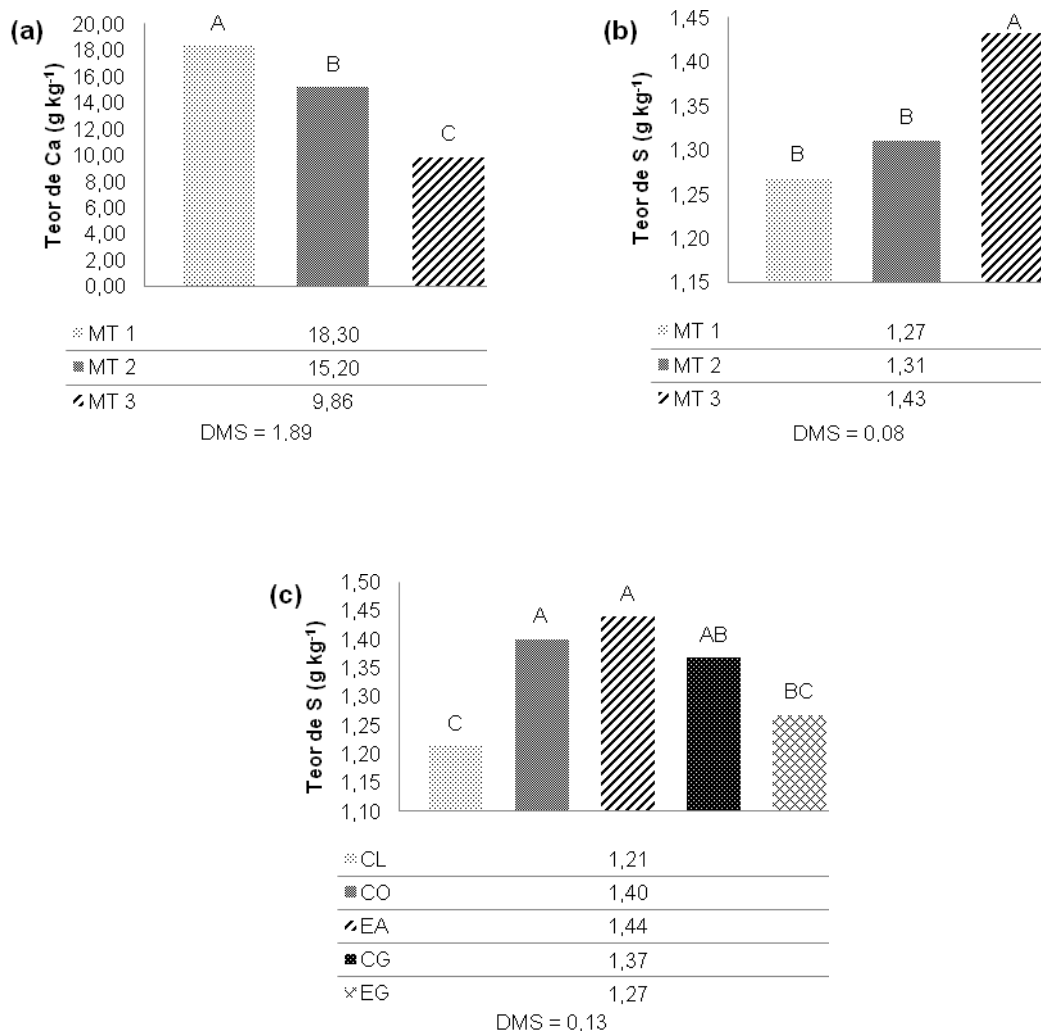 (a)
Teor de Ca (g kg-1)
20,00
18,00
16,00
14,00
12,00
10,00
8,00
6,00
4,00
2,00
0,00
A
B
C
MT 1 18,30
MT 2 15,20
MT 3 9,86
DMS = 1,89
(b)
Teor de S (g kg-1)
1,45
1,40
1,35
1,30
1,25
1,20
1,15
B
B
A
MT 1 1,27
MT 2 1,31
MT 3 1,43
DMS = 0,08
(c)
Teor de S (g kg-1)
1,50
1,45
1,40
1,35
1,30
1,25
1,20
1,15
1,10
C
A
A
AB
BC
CL 1,21
CO 1,40
EA 1,44
CG 1,37
EG 1,27
DMS = 0,13